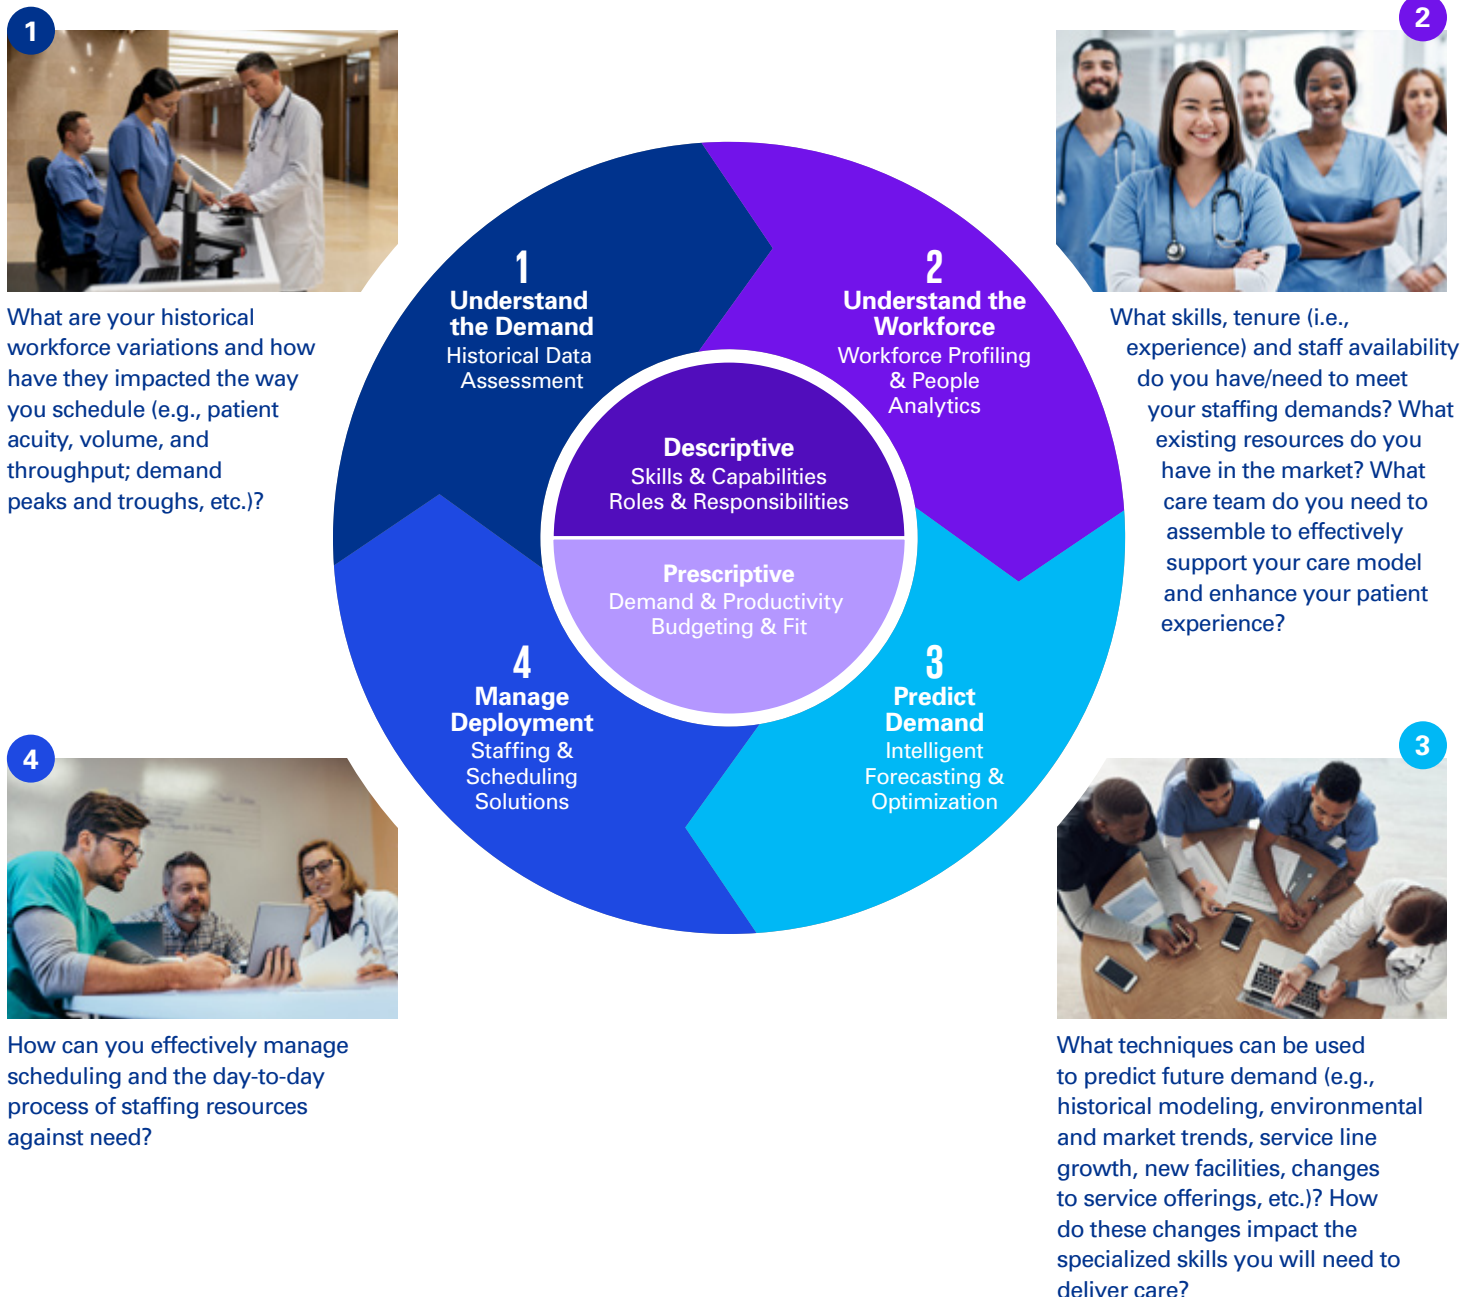 1
What are your historical
workforce variations and how
have they impacted the way
you schedule (e.g., patient
acuity, volume, and
throughput; demand
peaks and troughs, etc.)?
2
What skills, tenure (i.e.,
experience) and staff availability
do you have/need to meet
your staffing demands? What
existing resources do you
have in the market? What
care team do you need to
assemble to effectively
support your care model
and enhance your patient
experience?
1
Understand
the Demand
Historical Data
Assessment
2
Understand the
Workforce
Workforce Profiling
& People
Analytics
Descriptive
Skills & Capabilities
Roles & Responsibilities
Prescriptive
Demand & Productivity
Budgeting & Fit
4
Manage
Deployment
Staffing &
Scheduling
Solutions
3
Predict
Demand
Intelligent
Forecasting &
Optimization
4
How can you effectively manage
scheduling and the day-to-day
process of staffing resources
against need?
3
What techniques can be used
to predict future demand (e.g.,
historical modeling, environmental
and market trends, service line
growth, new facilities, changes
to service offerings, etc.)? How
do these changes impact the
specialized skills you will need to
deliver care?